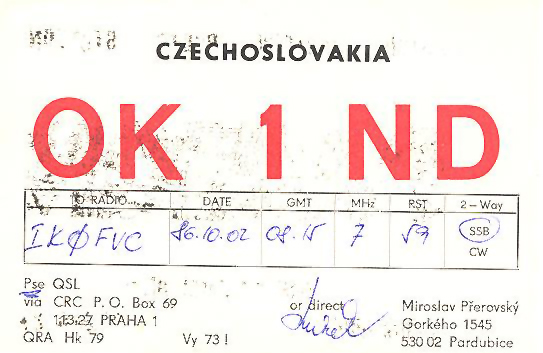 CZECHOSLOVAKIA
OK 1 ND
TO RADIO... DATE GMT MHz RST 2-Way
IKØFVC 86.10.02 08.15 7 59 SSB
CW
Pse QSL
via CRC P.O. Box 69 or direct Miroslav Přerovský
113.27 PRAHA 1 Gorkého 1545
QRA Hk 79 Vy 73! 530 02 Pardubice